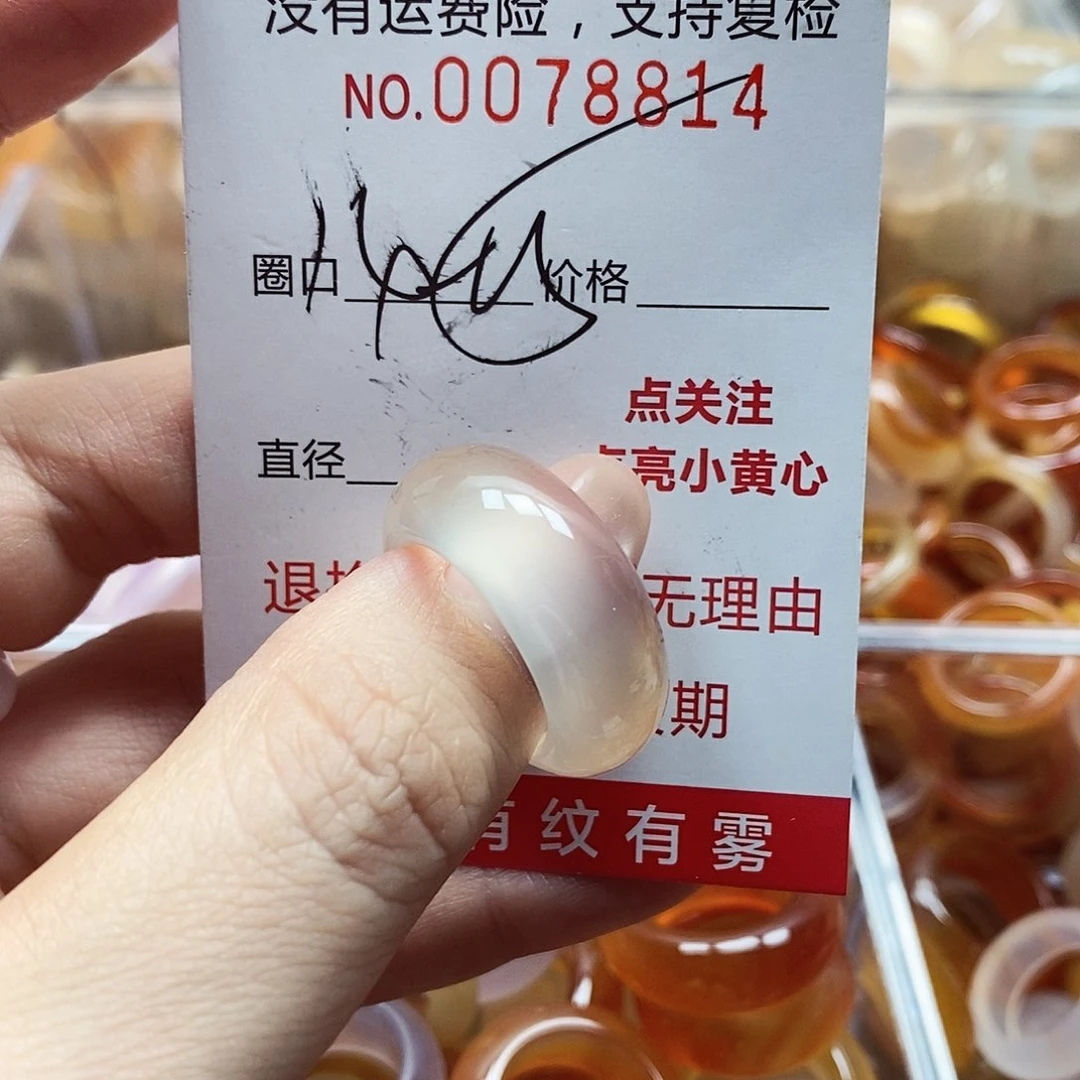 没有运费险，支持复检
NO.0078814
圈口 价格
点关注
直径 亮小黄心
退 无理由
期
有纹有雾